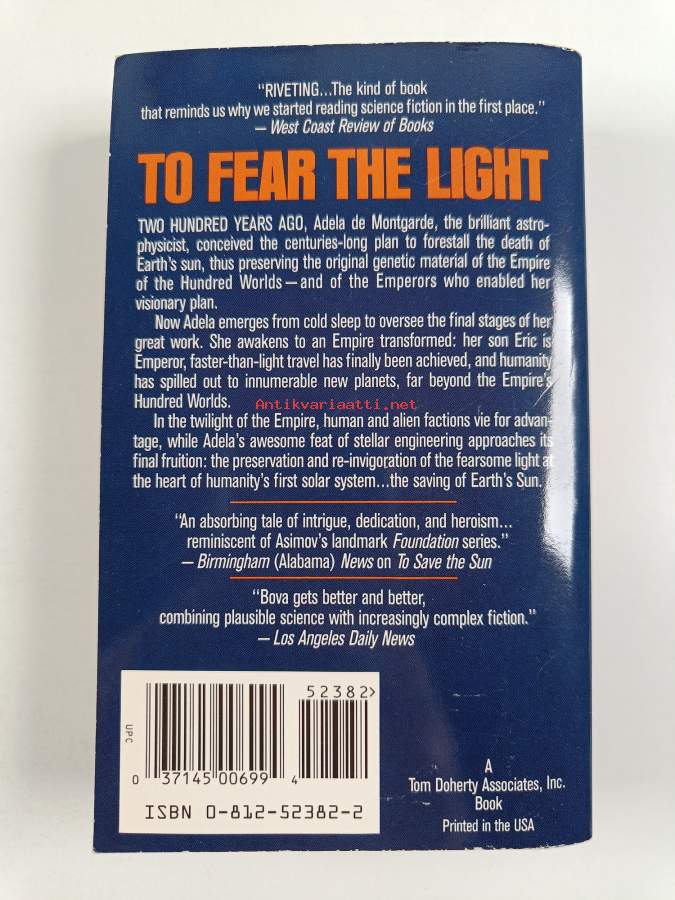 "RIVETING...The kind of book
that reminds us why we started reading science fiction in the first place."
— West Coast Review of Books
TO FEAR THE LIGHT
TWO HUNDRED YEARS AGO, Adela de Montgarde, the brilliant astro-
physicist, conceived the centuries-long plan to forestall the death of
Earth's sun, thus preserving the original genetic material of the Empire
of the Hundred Worlds—and of the Emperors who enabled her
visionary plan.
Now Adela emerges from cold sleep to oversee the final stages of her
great work. She awakens to an Empire transformed: her son Eric is
Emperor, faster-than-light travel has finally been achieved, and humanity
has spilled out to innumerable new planets, far beyond the Empire's
Hundred Worlds.
Antikvariaatti.net
In the twilight of the Empire, human and alien factions vie for advan-
tage, while Adela's awesome feat of stellar engineering approaches its
final fruition: the preservation and re-invigoration of the fearsome light at
the heart of humanity's first solar system...the saving of Earth's Sun.
"An absorbing tale of intrigue, dedication, and heroism...
reminiscent of Asimov's landmark Foundation series."
— Birmingham (Alabama) News on To Save the Sun
"Bova gets better and better,
combining plausible science with increasingly complex fiction."
— Los Angeles Daily News
52382>
UPC
0 37145 00699 4
ISBN 0-812-52382-2
A
Tom Doherty Associates, Inc.
Book
Printed in the USA